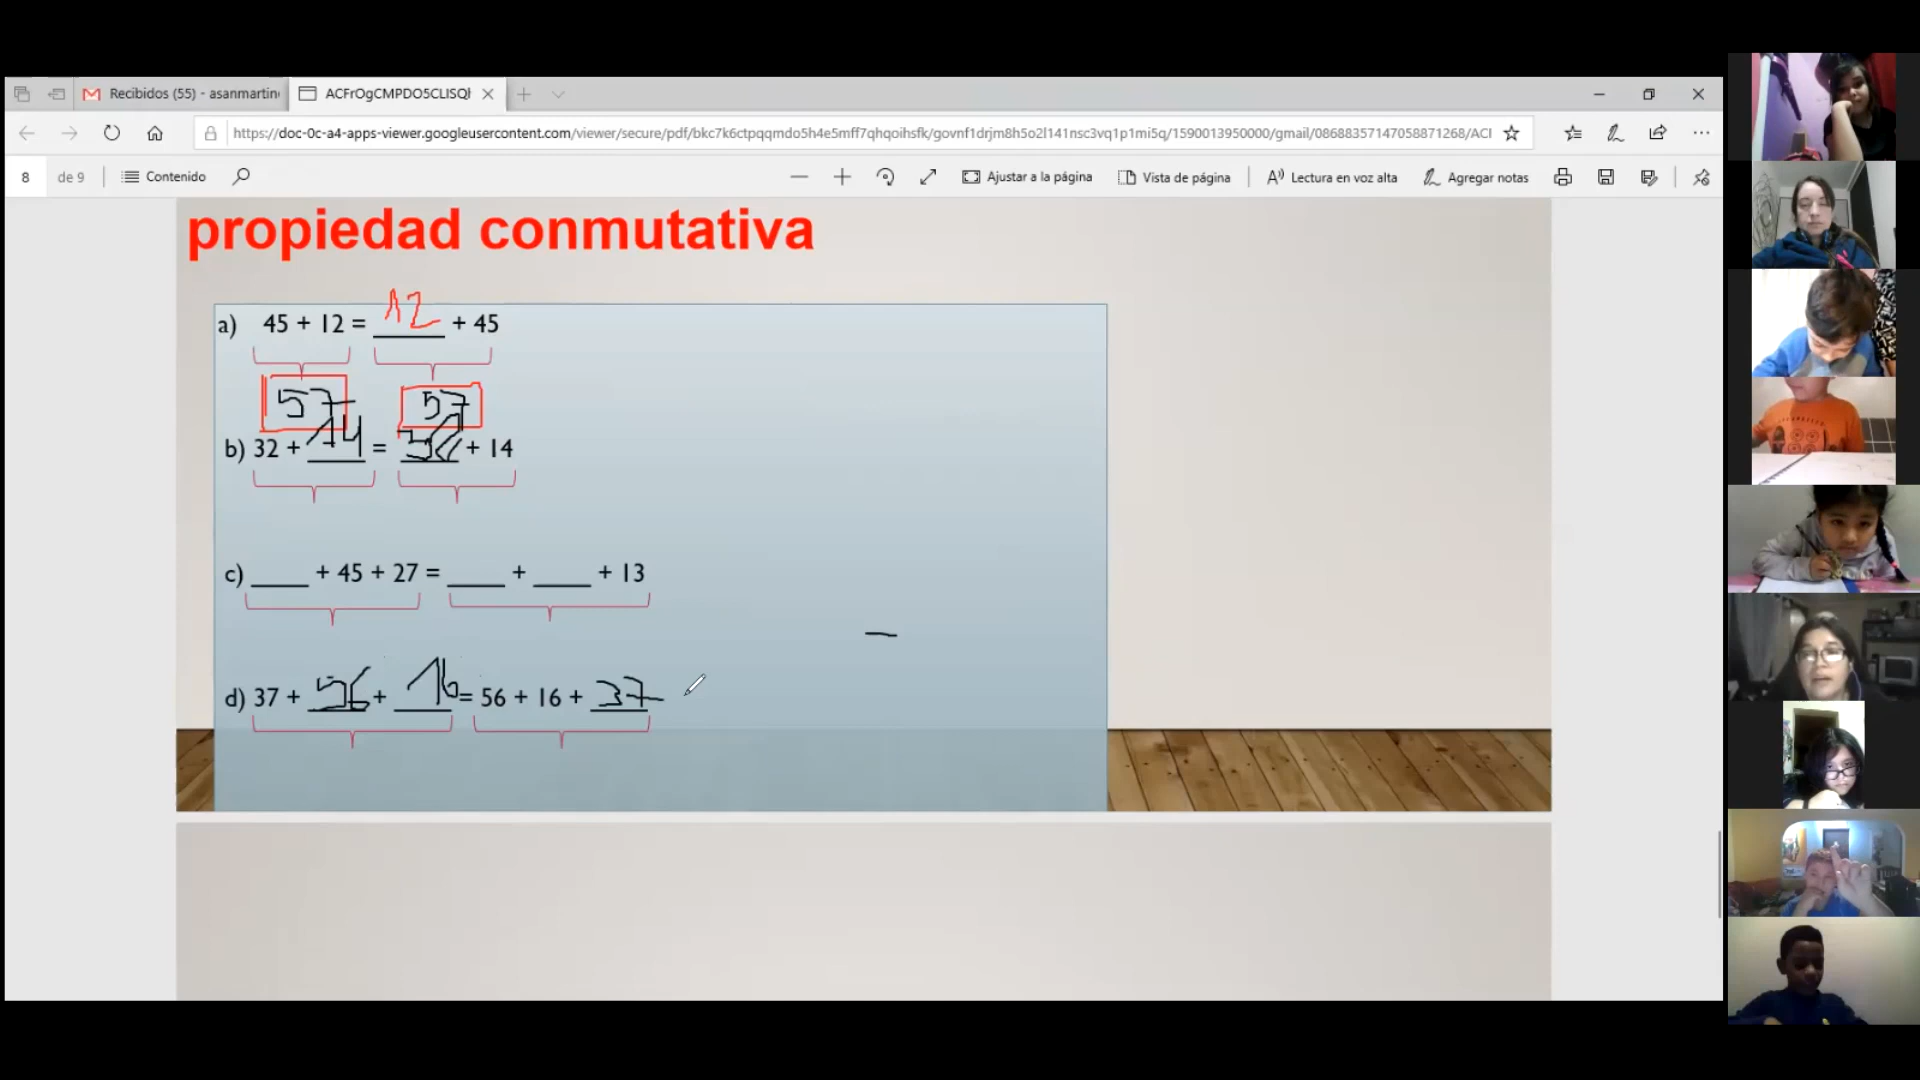 Recibidos (55) - asanmartin
ACFrOgCMPDO5CLISQl
https://doc-0c-a4-apps-viewer.googleusercontent.com/viewer/secure/pdf/bkc7k6ctpqqmdo5h4e5mff7qhqoihsfk/govnf1drjm8h5o2l141nsc3vq1p1mi5q/1590013950000/gmail/08688357147058871268/ACI
8 de 9 Contenido Ajustar a la página Vista de página Lectura en voz alta Agregar notas
propiedad conmutativa
a) 45 + 12 = 12 + 45
57 57
b) 32 + 14 = 32 + 14
c) ____ + 45 + 27 = ____ + ____ + 13
d) 37 + 56 + 16 = 56 + 16 + 37